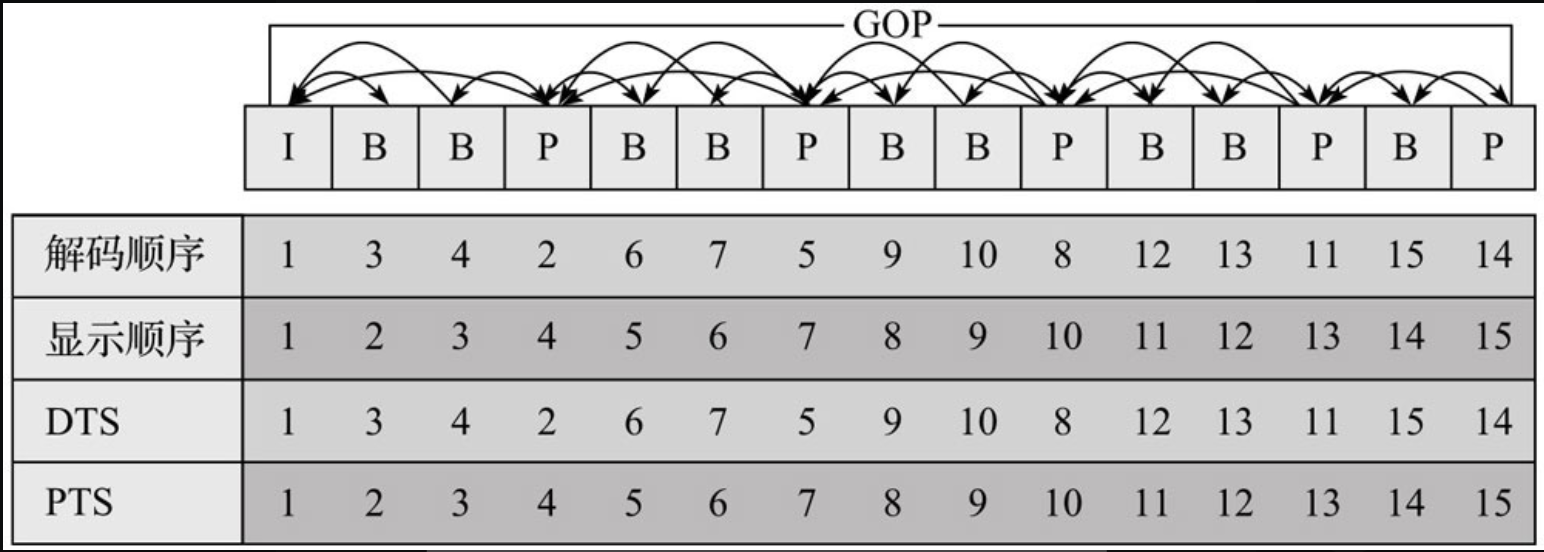 GOP
I B B P B B P B B P B B P B P
解码顺序 1 3 4 2 6 7 5 9 10 8 12 13 11 15 14
显示顺序 1 2 3 4 5 6 7 8 9 10 11 12 13 14 15
DTS 1 3 4 2 6 7 5 9 10 8 12 13 11 15 14
PTS 1 2 3 4 5 6 7 8 9 10 11 12 13 14 15